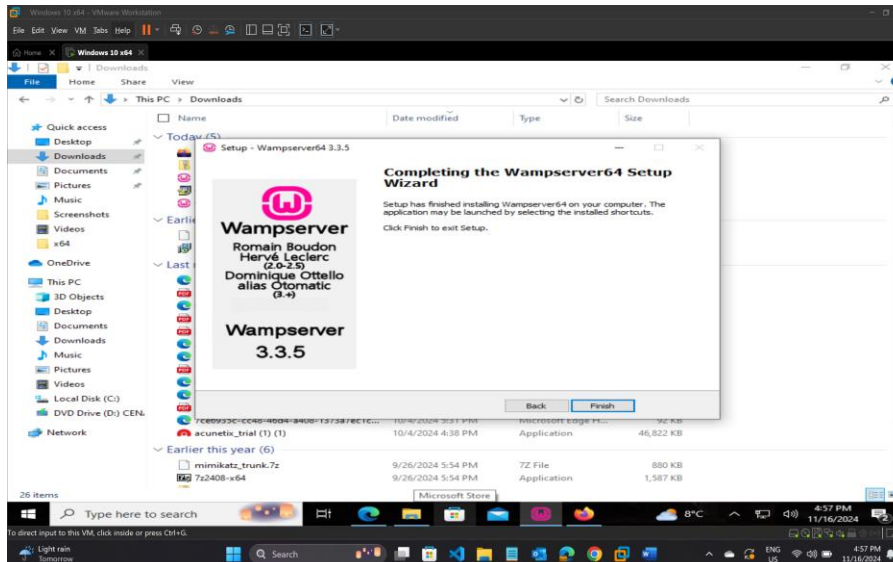 Windows 10 x64 - VMware Workstation
File Edit View VM Tabs Help
Home Windows 10 x64
Downloads
File Home Share View
This PC Downloads Search Downloads
Name Date modified Type Size
Quick access
Desktop
Downloads
Documents
Pictures
Music
Screenshots
Videos
x64
OneDrive
This PC
3D Objects
Desktop
Documents
Downloads
Music
Pictures
Videos
Local Disk (C:)
DVD Drive (D:) CEN
Network
Today (5)
Earlie
Last
Setup - Wampserver64 3.3.5
Wampserver
Romain Boudon
Hervé Leclerc
(2.0-2.5)
Dominique Ottello
alias Otomatic
(3.+)
Wampserver
3.3.5
Completing the Wampserver64 Setup
Wizard
Setup has finished installing Wampserver64 on your computer. The
application may be launched by selecting the installed shortcuts.
Click Finish to exit Setup.
Back Finish
acunetix_trial (1) (1) 10/4/2024 4:38 PM Application 46,822 KB
Earlier this year (6)
mimikatz_trunk.7z 9/26/2024 5:54 PM 7Z File 880 KB
7z2408-x64 9/26/2024 5:54 PM Application 1,587 KB
26 items
Microsoft Store
Type here to search
8°C
4:57 PM
11/16/2024
2
To direct input to this VM, click inside or press Ctrl+G.
Light rain
Tomorrow
Search
ENG
US
4:57 PM
11/16/2024